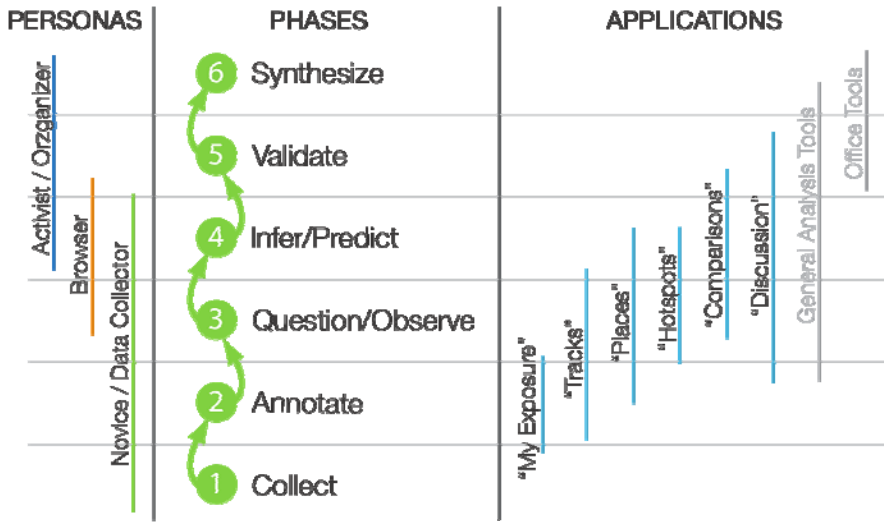 PERSONAS
PHASES
APPLICATIONS
Activist / Orzganizer
Browser
Novice / Data Collector
6 Synthesize
5 Validate
4 Infer/Predict
3 Question/Observe
2 Annotate
1 Collect
“My Exposure”
“Tracks”
“Places”
“Hotspots”
“Comparisons”
“Discussion”
General Analysis Tools
Office Tools